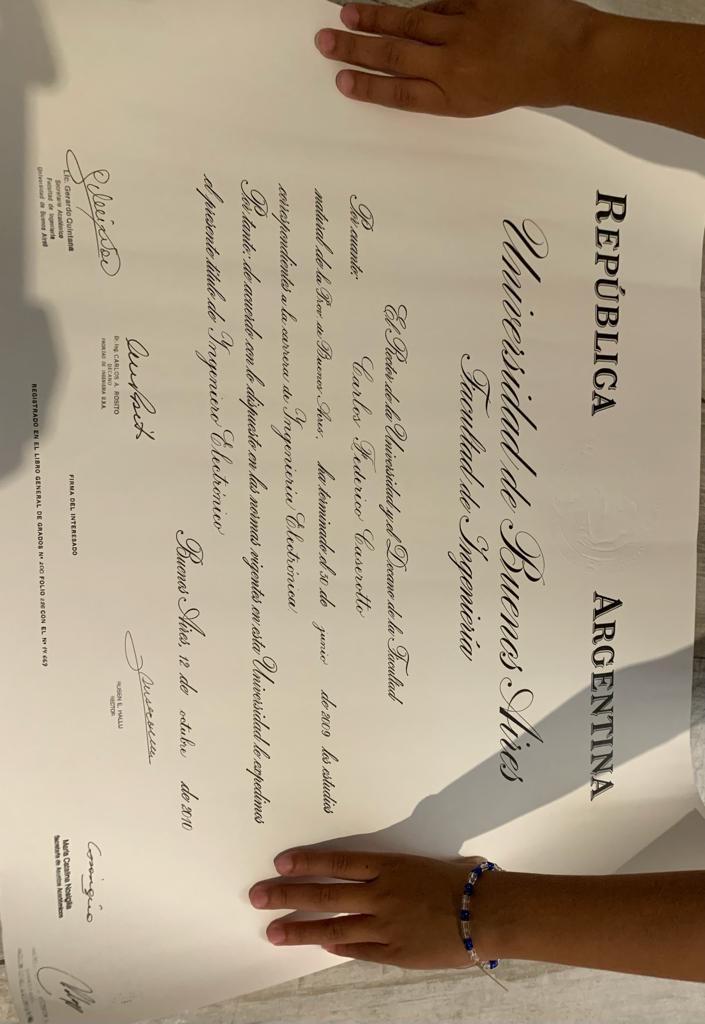 REPÚBLICA ARGENTINA
Universidad de Buenos Aires
Facultad de Ingeniería
El Rector de la Universidad y el Decano de la Facultad
Por cuanto: Carlos Federico Caserotto
natural de la Prov. de Buenos Aires, ha terminado el 30 de junio de 2009 los estudios
correspondientes a la carrera de Ingeniería Electrónica.
Por tanto; de acuerdo con lo dispuesto en las normas vigentes en esta Universidad le expedimos
el presente título de Ingeniero Electrónico
Buenos Aires, 12 de octubre de 2010
Lic. Gerardo Quintana
Secretario Académico
Facultad de Ingeniería
Universidad de Buenos Aires
Dr. Ing. CARLOS A. ROSITO
DECANO
FACULTAD DE INGENIERIA U.B.A.
RUBEN E. HALLU
RECTOR
María Catalina Nosiglia
Secretaria de Asuntos Académicos
FIRMA DEL INTERESADO
REGISTRADO EN EL LIBRO GENERAL DE GRADOS Nº FOLIO CON EL Nº